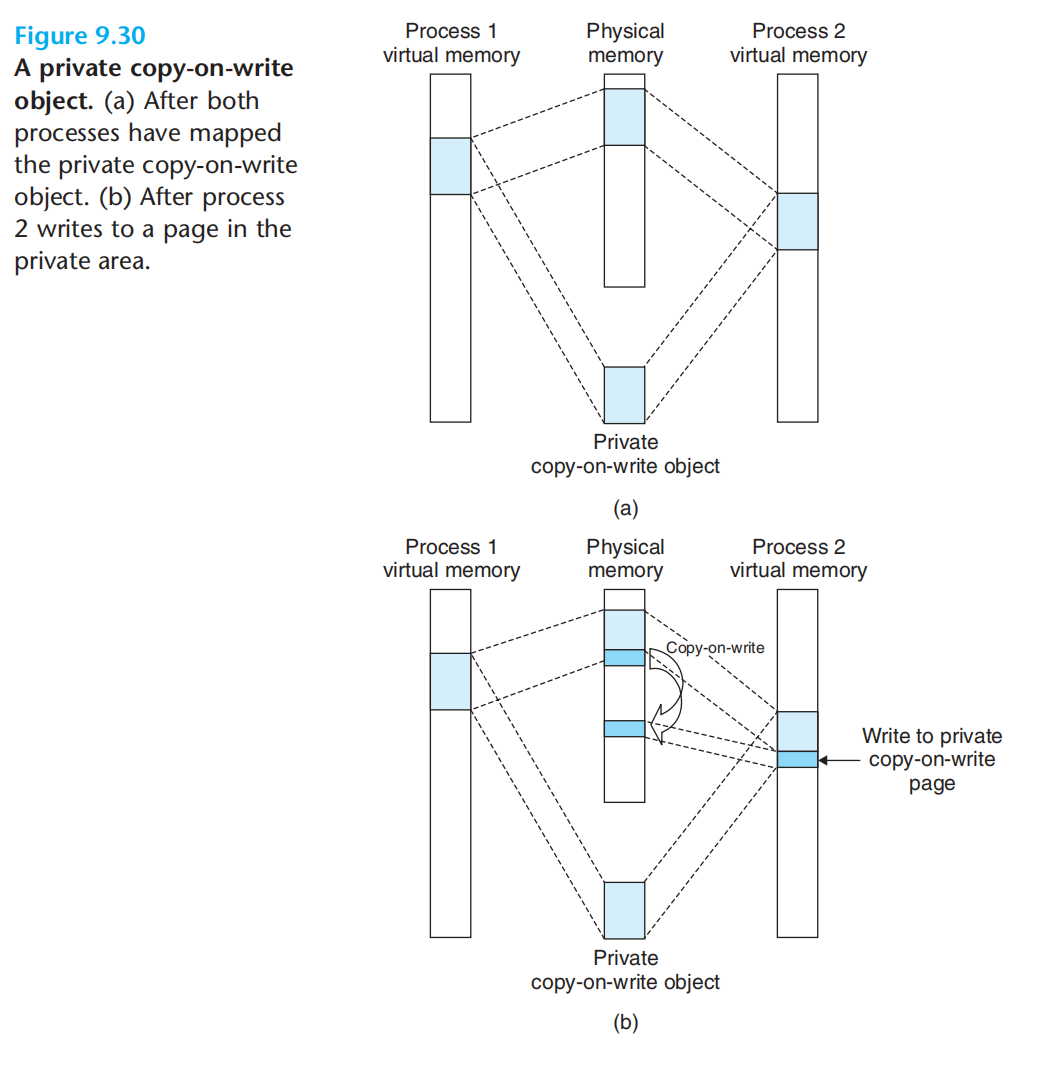 Figure 9.30
A private copy-on-write
object. (a) After both
processes have mapped
the private copy-on-write
object. (b) After process
2 writes to a page in the
private area.
Process 1
virtual memory
Physical
memory
Process 2
virtual memory
Private
copy-on-write object
(a)
Process 1
virtual memory
Physical
memory
Process 2
virtual memory
Copy-on-write
Write to private
copy-on-write
page
Private
copy-on-write object
(b)